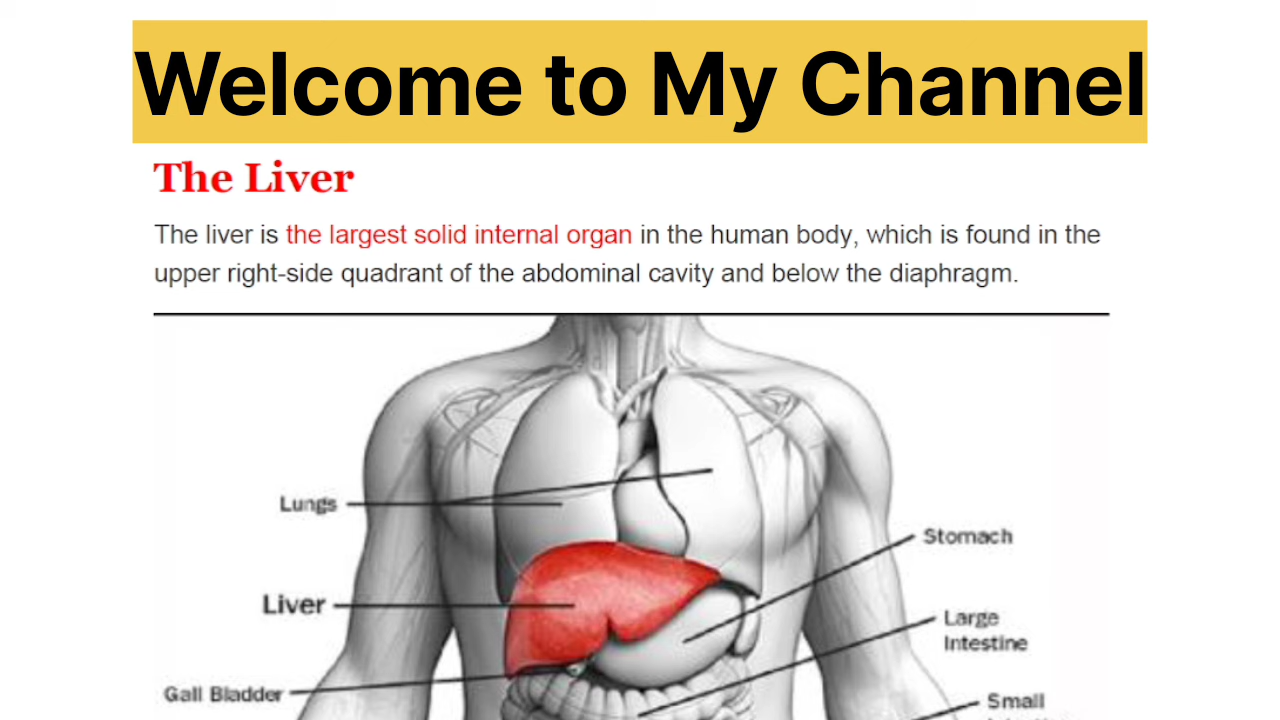 Welcome to My Channel
The Liver
The liver is the largest solid internal organ in the human body, which is found in the
upper right-side quadrant of the abdominal cavity and below the diaphragm.
Lungs
Stomach
Liver
Large
Intestine
Gall Bladder
Small